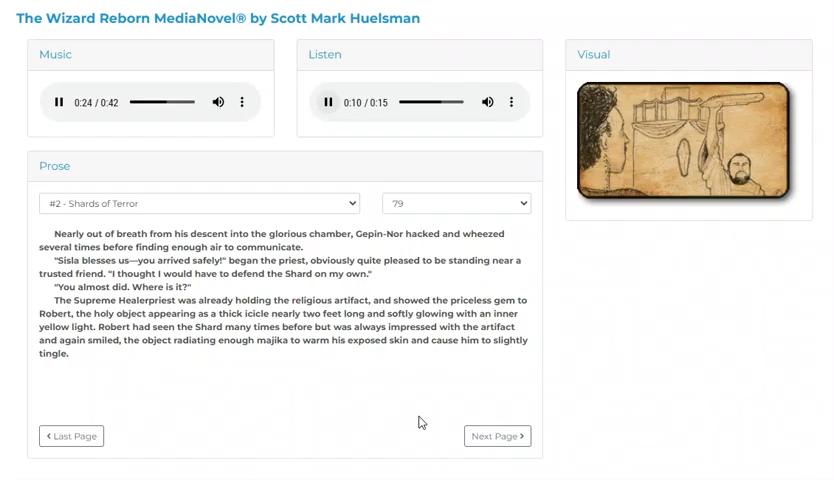 The Wizard Reborn MediaNovel® by Scott Mark Huelsman
Music
Listen
Visual
0:24 / 0:42
0:10 / 0:15
Prose
#2 - Shards of Terror
79
Nearly out of breath from his descent into the glorious chamber, Gepin-Nor hacked and wheezed
several times before finding enough air to communicate.
"Sisla blesses us—you arrived safely!" began the priest, obviously quite pleased to be standing near a
trusted friend. "I thought I would have to defend the Shard on my own."
"You almost did. Where is it?"
The Supreme Healerpriest was already holding the religious artifact, and showed the priceless gem to
Robert, the holy object appearing as a thick icicle nearly two feet long and softly glowing with an inner
yellow light. Robert had seen the Shard many times before but was always impressed with the artifact
and again smiled, the object radiating enough majika to warm his exposed skin and cause him to slightly
tingle.
Last Page
Next Page